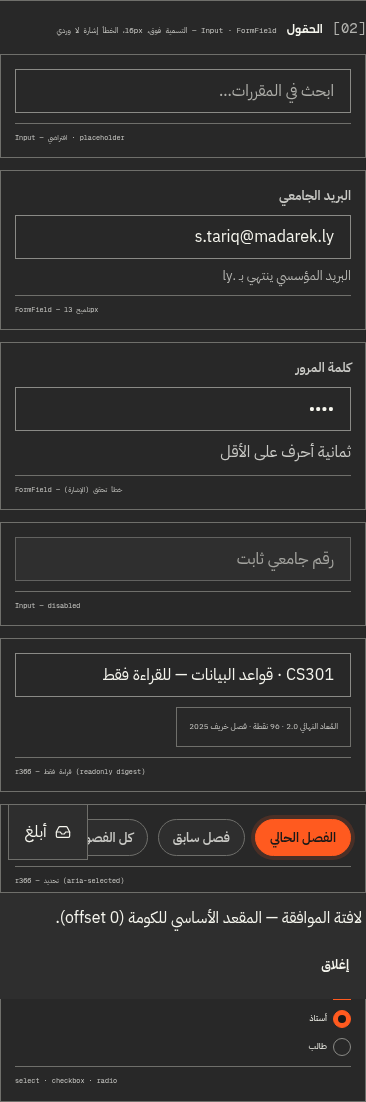 [02] الحقول Input · FormField — التسمية فوق، 16px، الخطأ إشارة لا وردي
ابحث في المقررات...
Input — افتراضي · placeholder
البريد الجامعي
s.tariq@madarek.ly
البريد المؤسسي ينتهي بـ .ly
FormField — تلميح 13px
كلمة المرور
••••
ثمانية أحرف على الأقل
FormField — خطأ تحقق (الإشارة)
رقم جامعي ثابت
Input — disabled
CS301 · قواعد البيانات — للقراءة فقط
المُعاد النهائي 2.0 · 96 نقطة · فصل خريف 2025
r366 — قراءة فقط (readonly digest)
الفصل الحالي
فصل سابق
كل الفصو
أبلغ
r366 — تحديد (aria-selected)
لافتة الموافقة — المقعد الأساسي للكومة (offset 0).
إغلاق
أستاذ
طالب
select · checkbox · radio